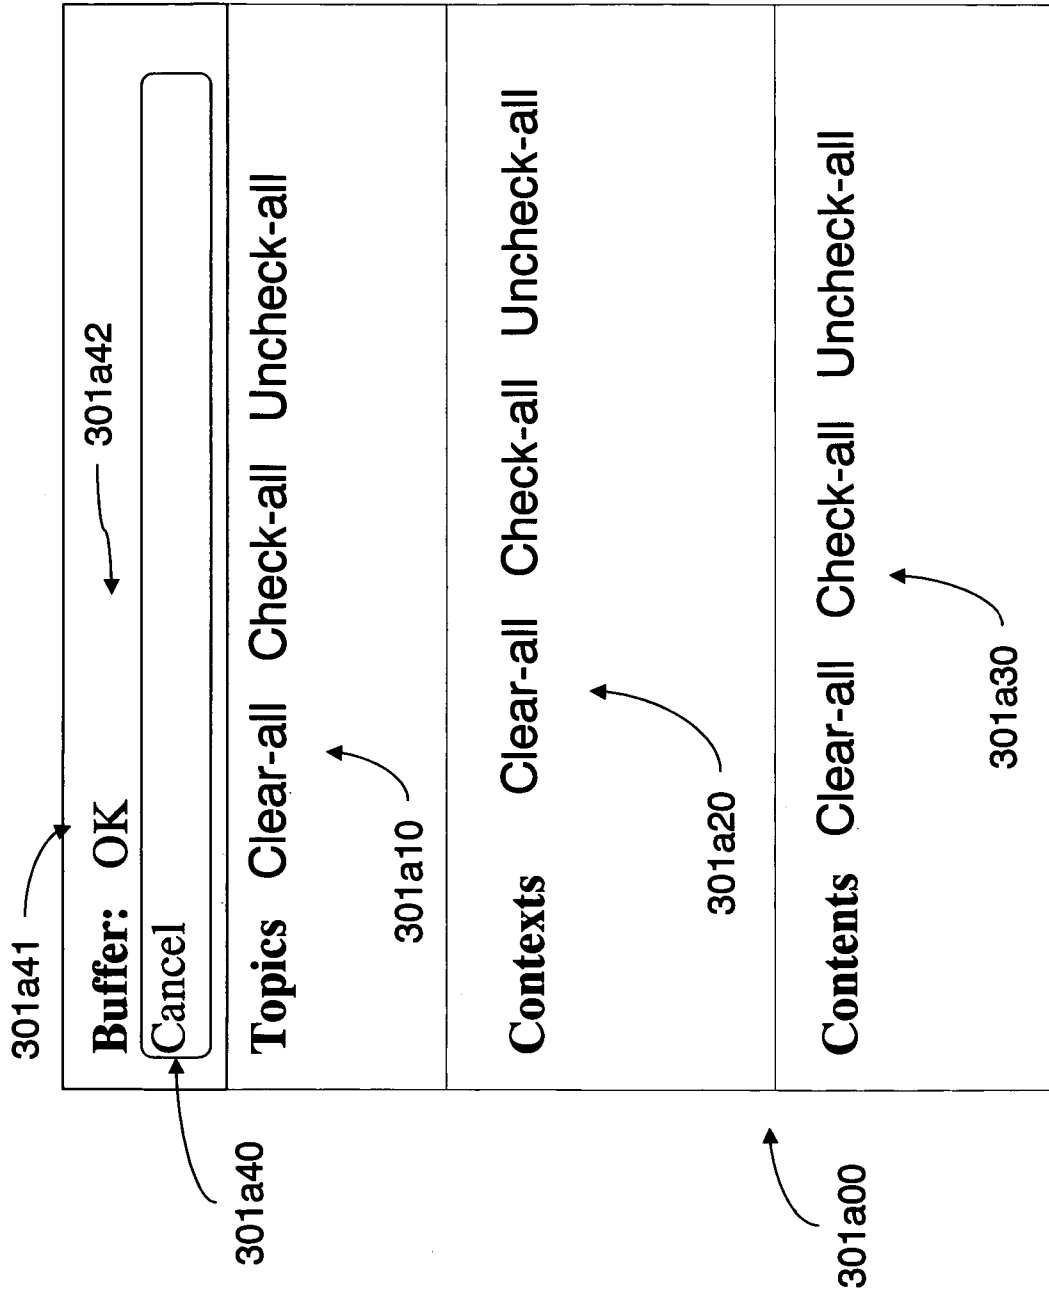 301a41
301a42
Buffer: OK
Cancel
301a40
Topics Clear-all Check-all Uncheck-all
301a10
Contexts Clear-all Check-all Uncheck-all
301a20
Contents Clear-all Check-all Uncheck-all
301a30
301a00